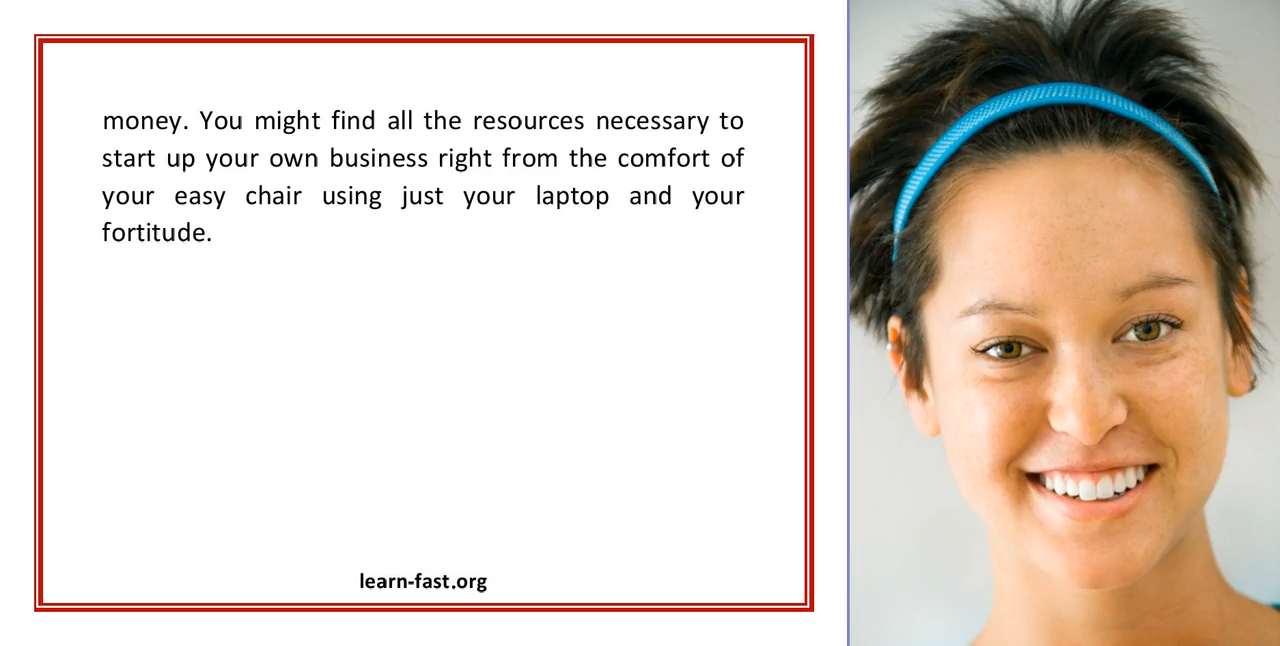 money. You might find all the resources necessary to
start up your own business right from the comfort of
your easy chair using just your laptop and your
fortitude.
learn-fast.org